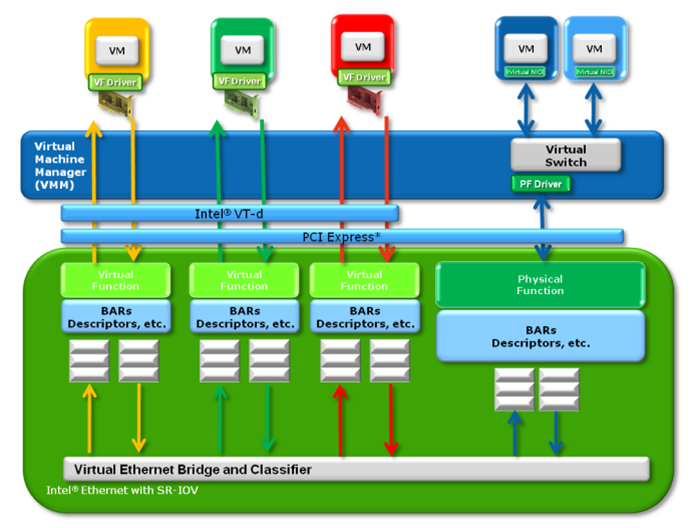 VM
VM
VM
VM
VM
VF Driver
VF Driver
VF Driver
(Virtual NIC)
(Virtual NIC)
Virtual
Machine
Manager
(VMM)
Virtual
Switch
PF Driver
Intel® VT-d
PCI Express*
Virtual
Function
Virtual
Function
Virtual
Function
Physical
Function
BARs
Descriptors, etc.
BARs
Descriptors, etc.
BARs
Descriptors, etc.
BARs
Descriptors, etc.
Virtual Ethernet Bridge and Classifier
Intel® Ethernet with SR-IOV